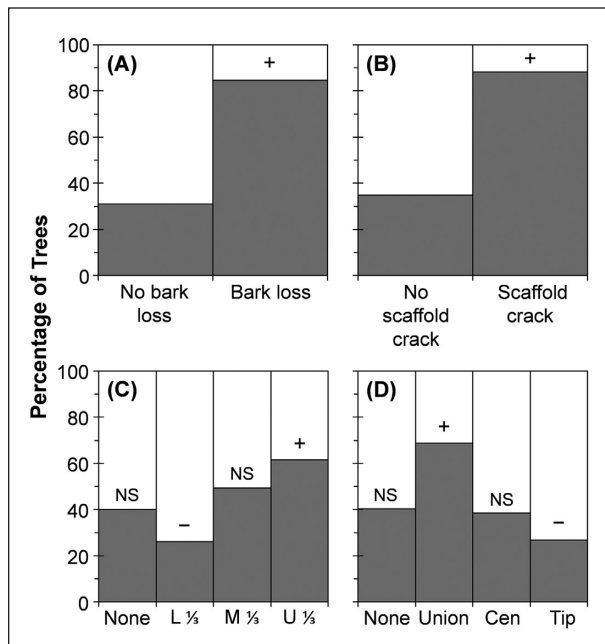 Percentage of Trees
(A)
+
100
80
60
40
20
0
No bark loss
Bark loss
(B)
+
No scaffold crack
Scaffold crack
(C)
100
80
60
40
20
0
NS
–
NS
+
None L ⅓ M ⅓ U ⅓
(D)
NS
+
NS
–
None Union Cen Tip